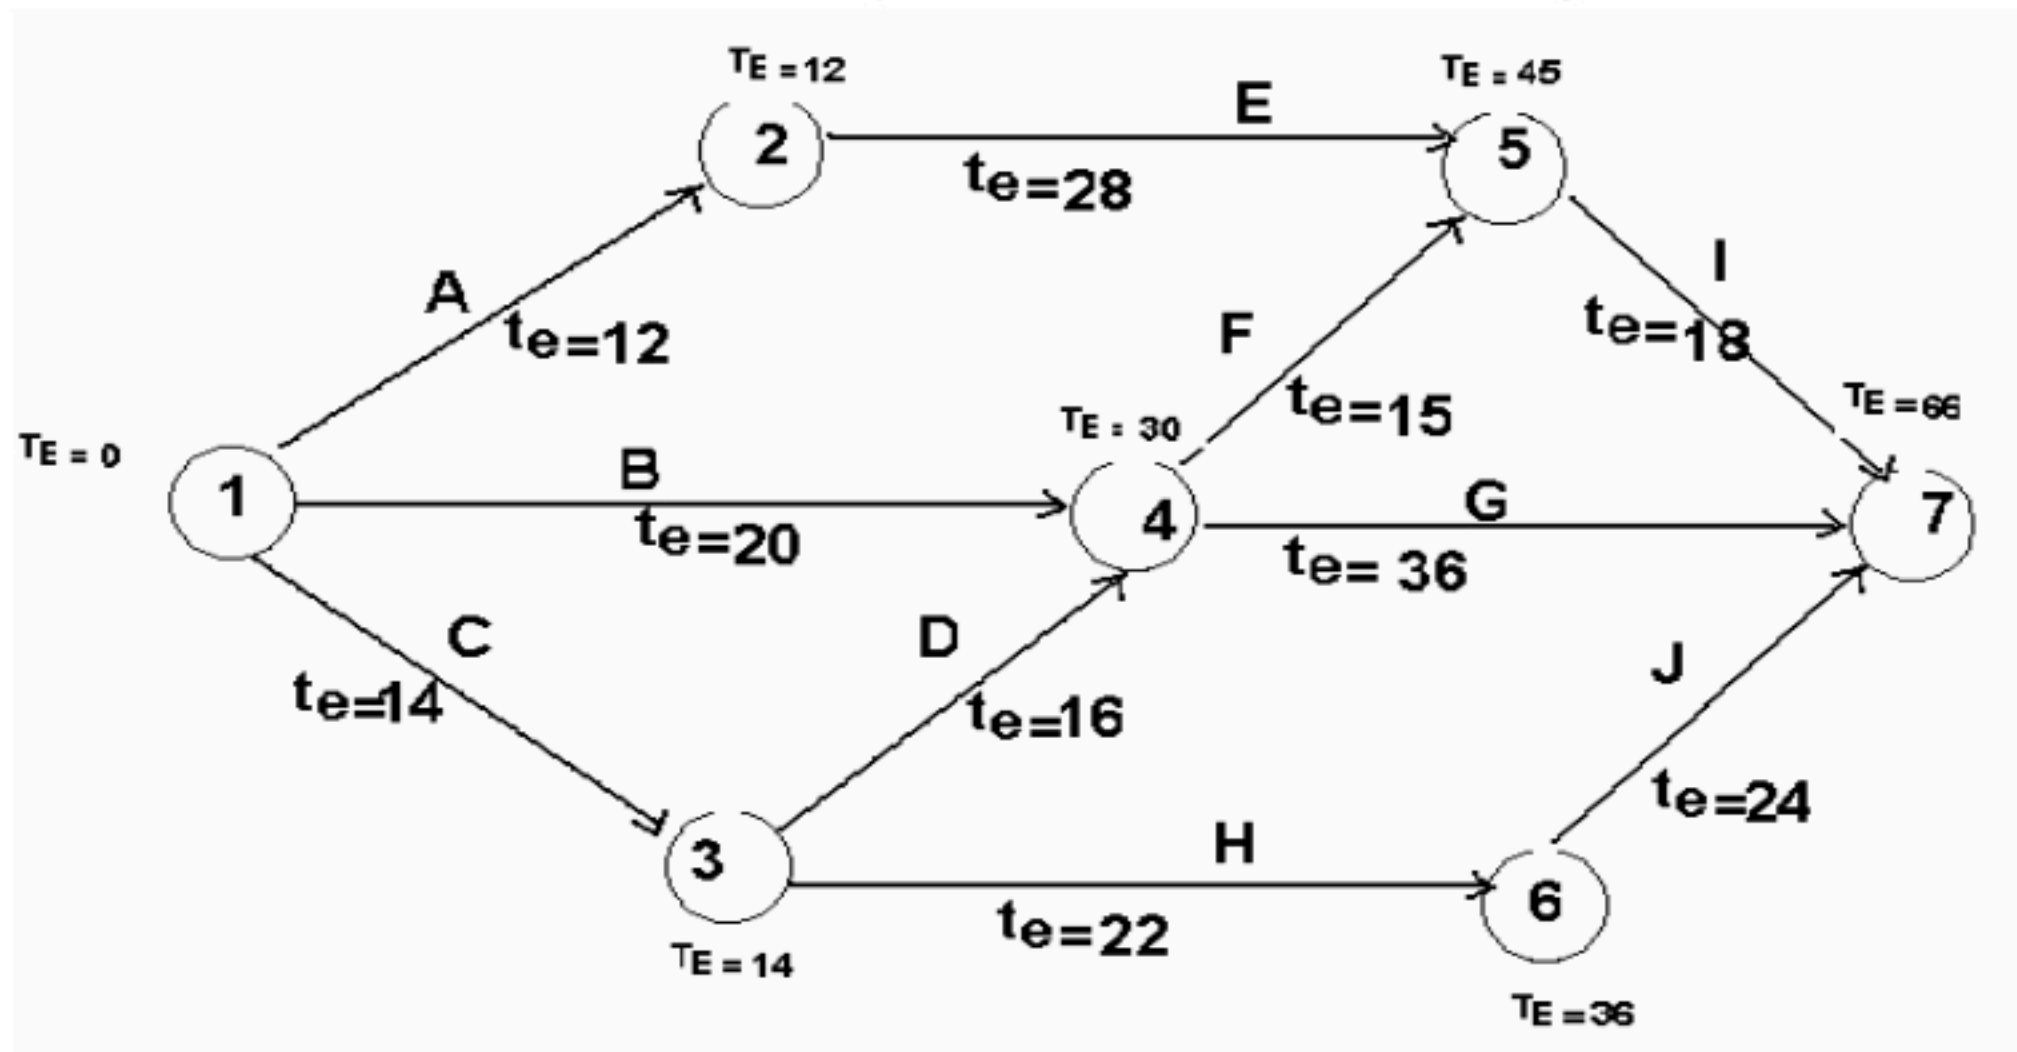 TE = 12
TE = 45
E
2
5
te=28
I
A
te=12
F
te=18
te=15
TE =66
TE = 30
TE = 0
B
G
1
4
7
te=20
te= 36
C
D
J
te=14
te=16
te=24
3
H
6
te=22
TE = 14
TE =36